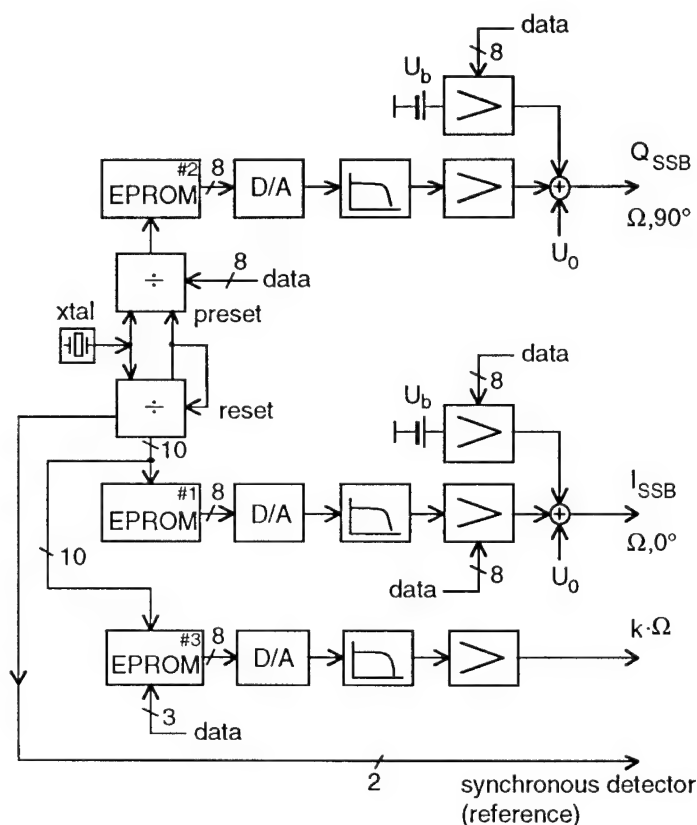 data
8
U_b
#2
EPROM
8
D/A
>
Q_SSB
Ω,90°
U_0
÷
8
data
xtal
preset
÷
reset
10
data
8
U_b
#1
EPROM
8
D/A
>
I_SSB
Ω,0°
10
data
8
U_0
#3
EPROM
8
D/A
>
k·Ω
3
data
2
synchronous detector
(reference)